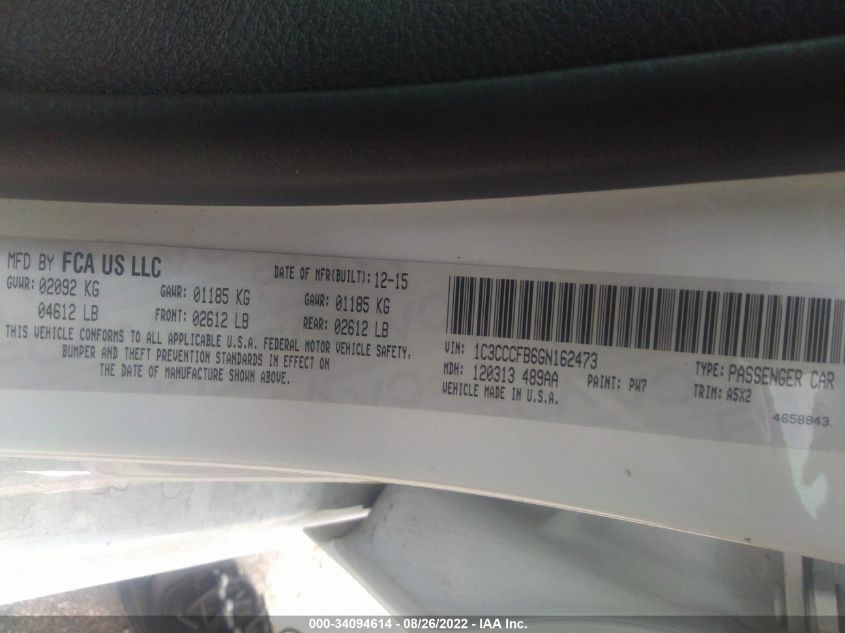 MFD BY FCA US LLC
DATE OF MFR(BUILT): 12-15
GVWR: 02092 KG
04612 LB
GAWR: 01185 KG
FRONT: 02612 LB
GAWR: 01185 KG
REAR: 02612 LB
THIS VEHICLE CONFORMS TO ALL APPLICABLE U.S.A. FEDERAL MOTOR VEHICLE SAFETY,
BUMPER AND THEFT PREVENTION STANDARDS IN EFFECT ON
THE DATE OF MANUFACTURE SHOWN ABOVE.
VIN: 1C3CCCFB6GN162473
TYPE: PASSENGER CAR
MDH: 120313 489AA
PAINT: PW7
TRIM: A5X2
VEHICLE MADE IN U.S.A.
4658843
000-34094614 - 08/26/2022 - IAA Inc.